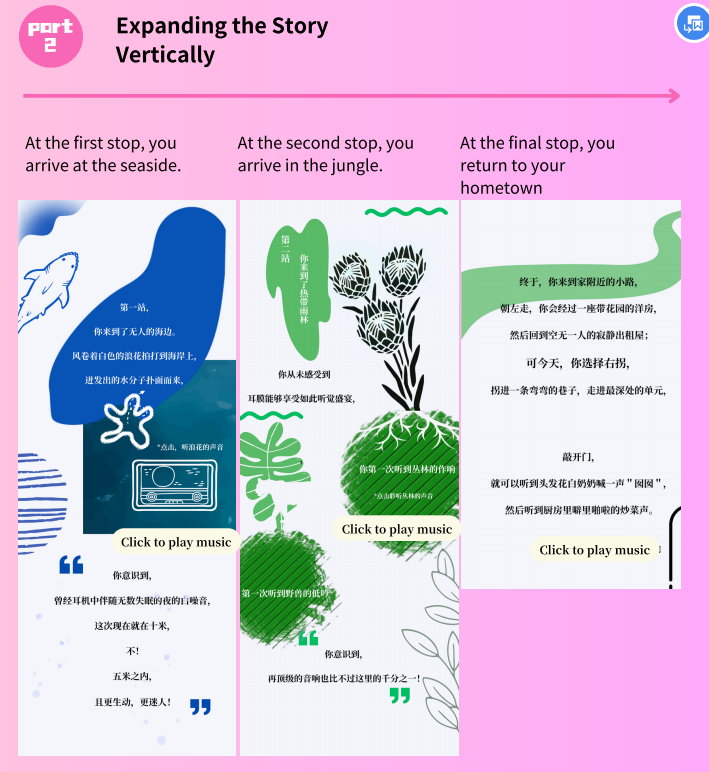 part
2
Expanding the Story
Vertically
At the first stop, you
arrive at the seaside.
第一站，
你来到了无人的海边。
风卷着白色的浪花拍打到海岸上，
迸发出的水分子扑面而来，
*点击，听浪花的声音
Click to play music
你意识到，
曾经耳机中伴随无数失眠的夜的白噪音，
这次现在就在十米，
不！
五米之内，
且更生动，更迷人！
At the second stop, you
arrive in the jungle.
第二站
你来到了热带雨林
你从未感受到
耳膜能够享受如此听觉盛宴，
你第一次听到丛林的作响
*点击聆听丛林的声音
Click to play music
第一次听到野兽的低吟
你意识到，
再顶级的音响也比不过这里的千分之一！
At the final stop, you
return to your
hometown
终于，你来到家附近的小路，
朝左走，你会经过一座带花园的洋房，
然后回到空无一人的寂静出租屋；
可今天，你选择右拐，
拐进一条弯弯的巷子，走进最深处的单元，
敲开门，
就可以听到头发花白奶奶喊一声＂囡囡＂，
然后听到厨房里噼里啪啦的炒菜声。
Click to play music